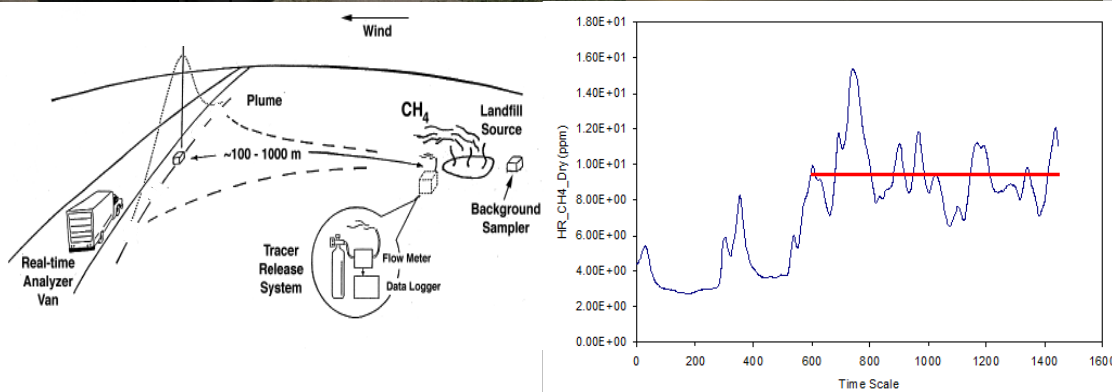 Wind
Plume
CH4
Landfill
Source
~100 - 1000 m
Background
Sampler
Real-time
Analyzer
Van
Tracer
Release
System
Flow Meter
Data Logger
1.80E+01
1.60E+01
1.40E+01
1.20E+01
1.00E+01
8.00E+00
6.00E+00
4.00E+00
2.00E+00
0.00E+00
HR_CH4_Dry (ppm)
0 200 400 600 800 1000 1200 1400 1600
Time Scale